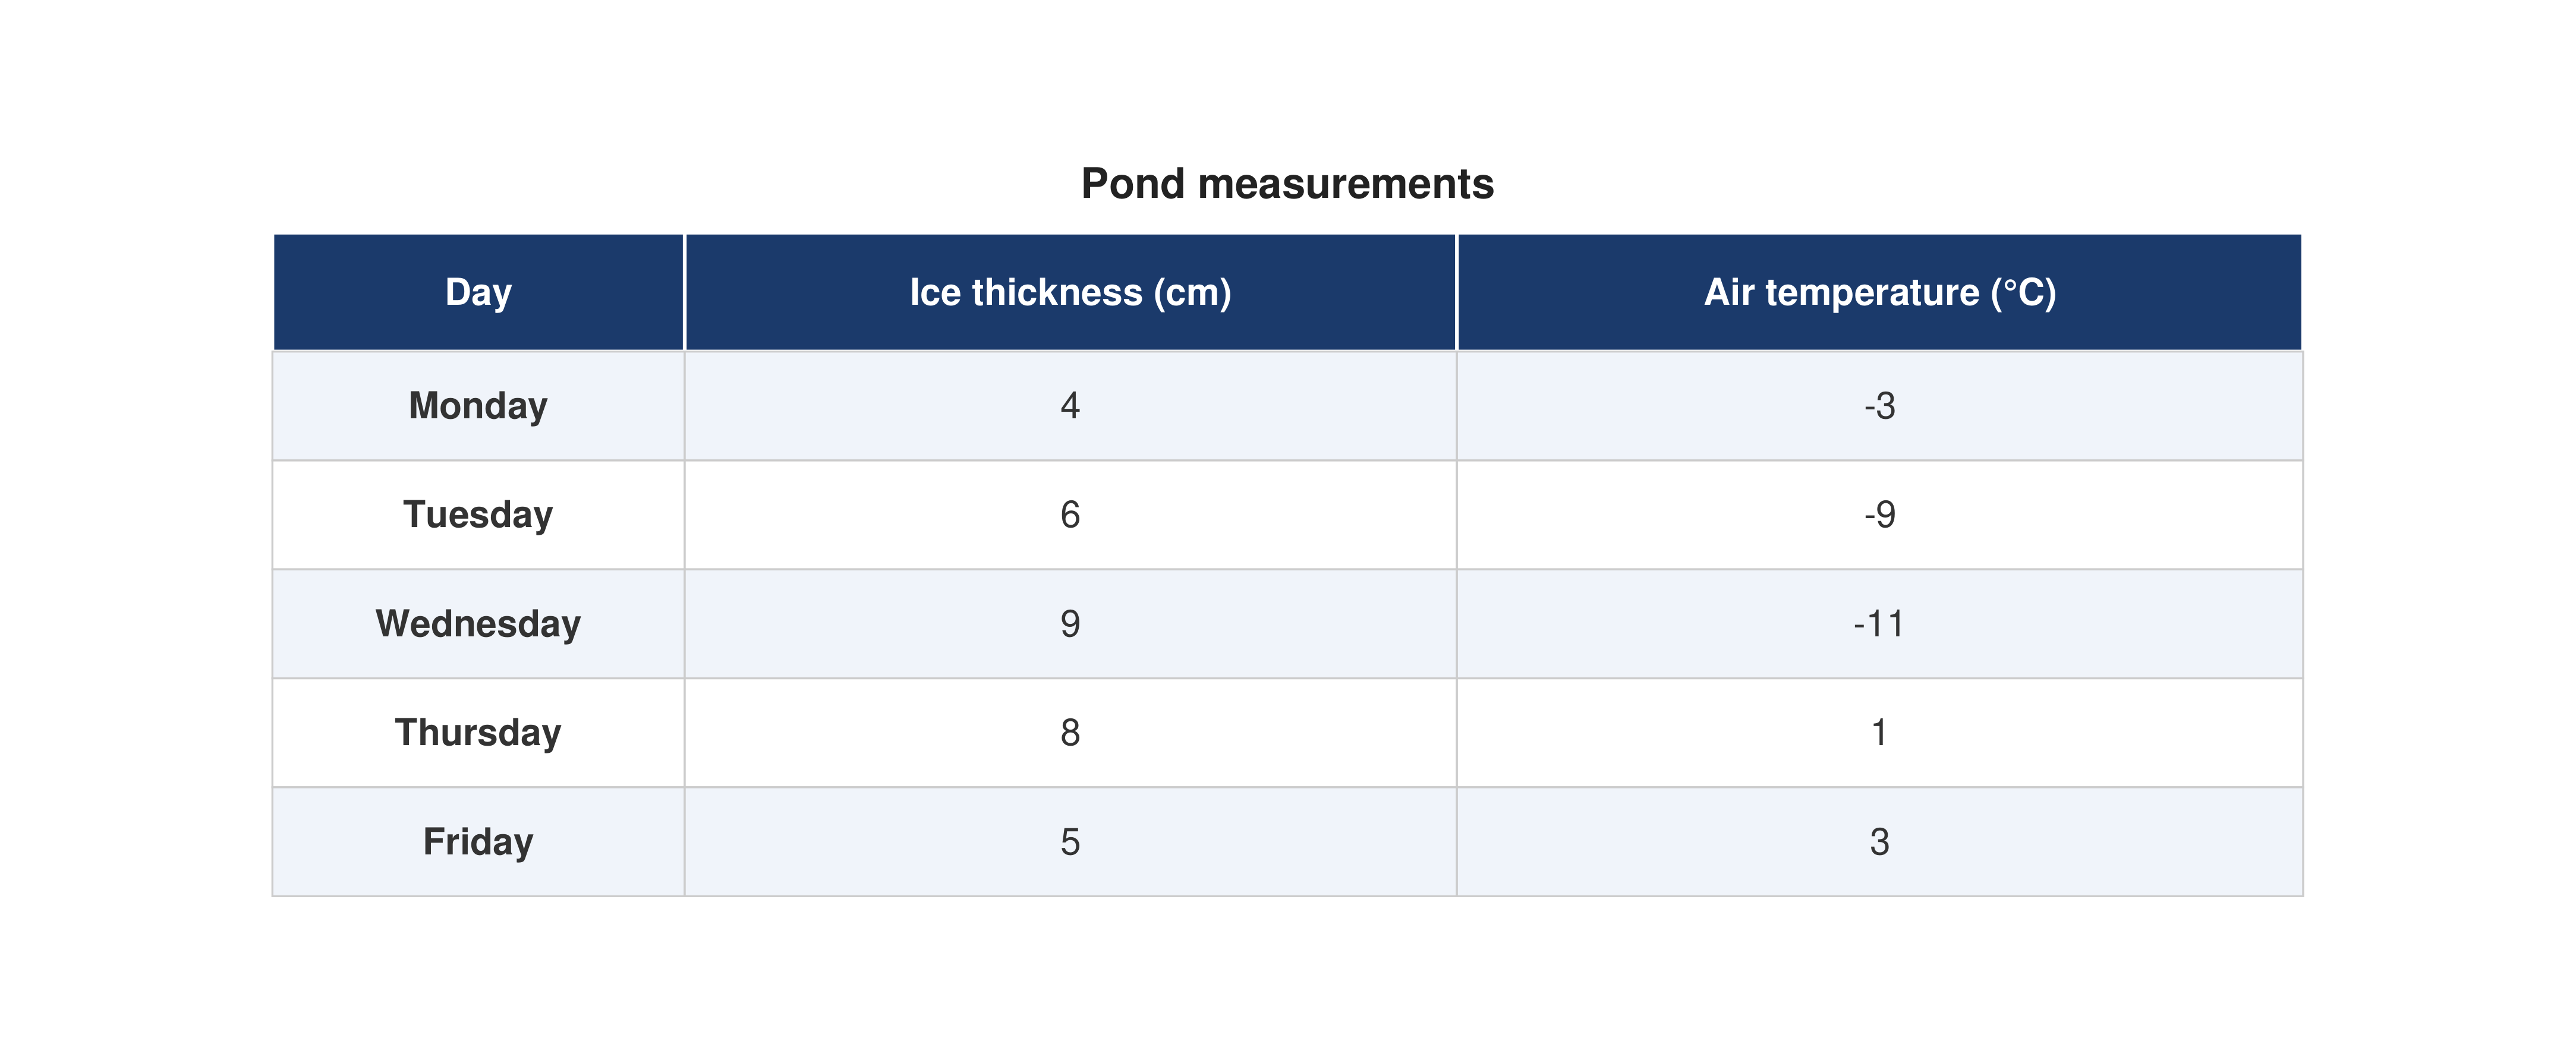 Pond measurements
Day Ice thickness (cm) Air temperature (°C)
Monday 4 -3
Tuesday 6 -9
Wednesday 9 -11
Thursday 8 1
Friday 5 3